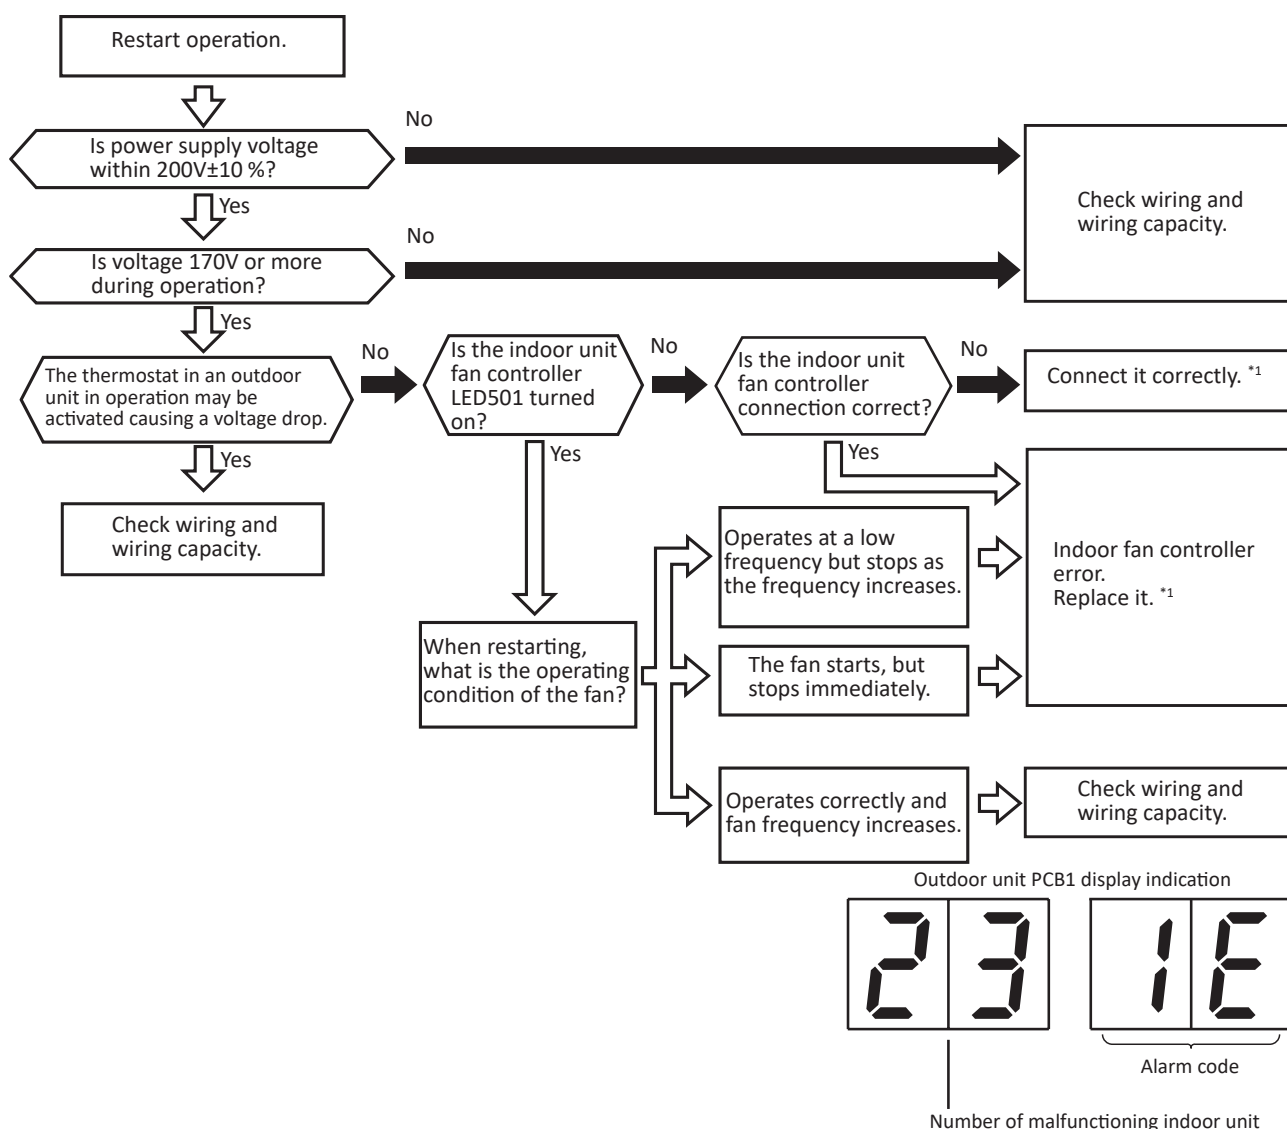 Restart operation.
Is power supply voltage
within 200V±10 %?
No
Yes
Check wiring and
wiring capacity.
Is voltage 170V or more
during operation?
No
Yes
The thermostat in an outdoor
unit in operation may be
activated causing a voltage drop.
No
Yes
Check wiring and
wiring capacity.
Is the indoor unit
fan controller
LED501 turned
on?
No
Yes
Is the indoor unit
fan controller
connection correct?
No
Yes
Connect it correctly. *1
When restarting,
what is the operating
condition of the fan?
Operates at a low
frequency but stops as
the frequency increases.
The fan starts, but
stops immediately.
Indoor fan controller
error.
Replace it. *1
Operates correctly and
fan frequency increases.
Check wiring and
wiring capacity.
Outdoor unit PCB1 display indication
23 1E
Alarm code
Number of malfunctioning indoor unit